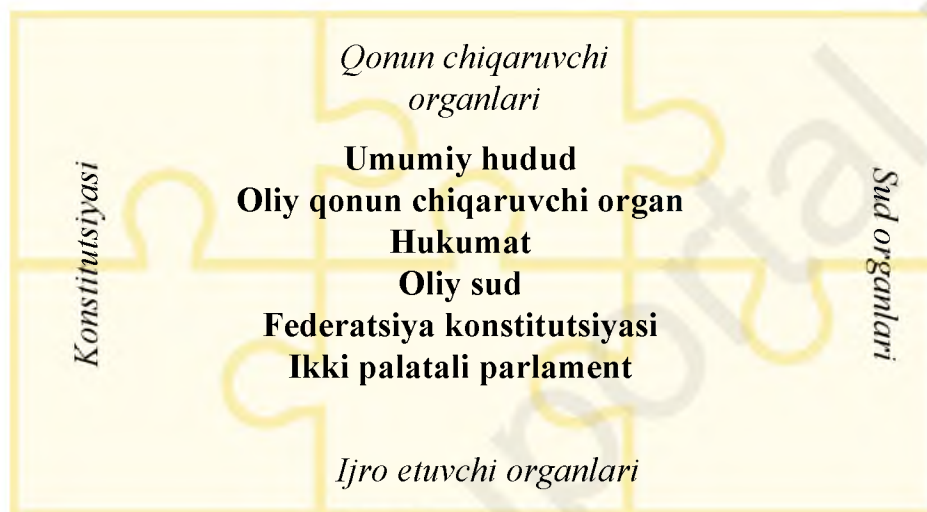 Qonun chiqaruvchi
organlari
Konstitutsiyasi
Umumiy hudud
Oliy qonun chiqaruvchi organ
Hukumat
Oliy sud
Federatsiya konstitutsiyasi
Ikki palatali parlament
Sud organlari
Ijro etuvchi organlari
portal